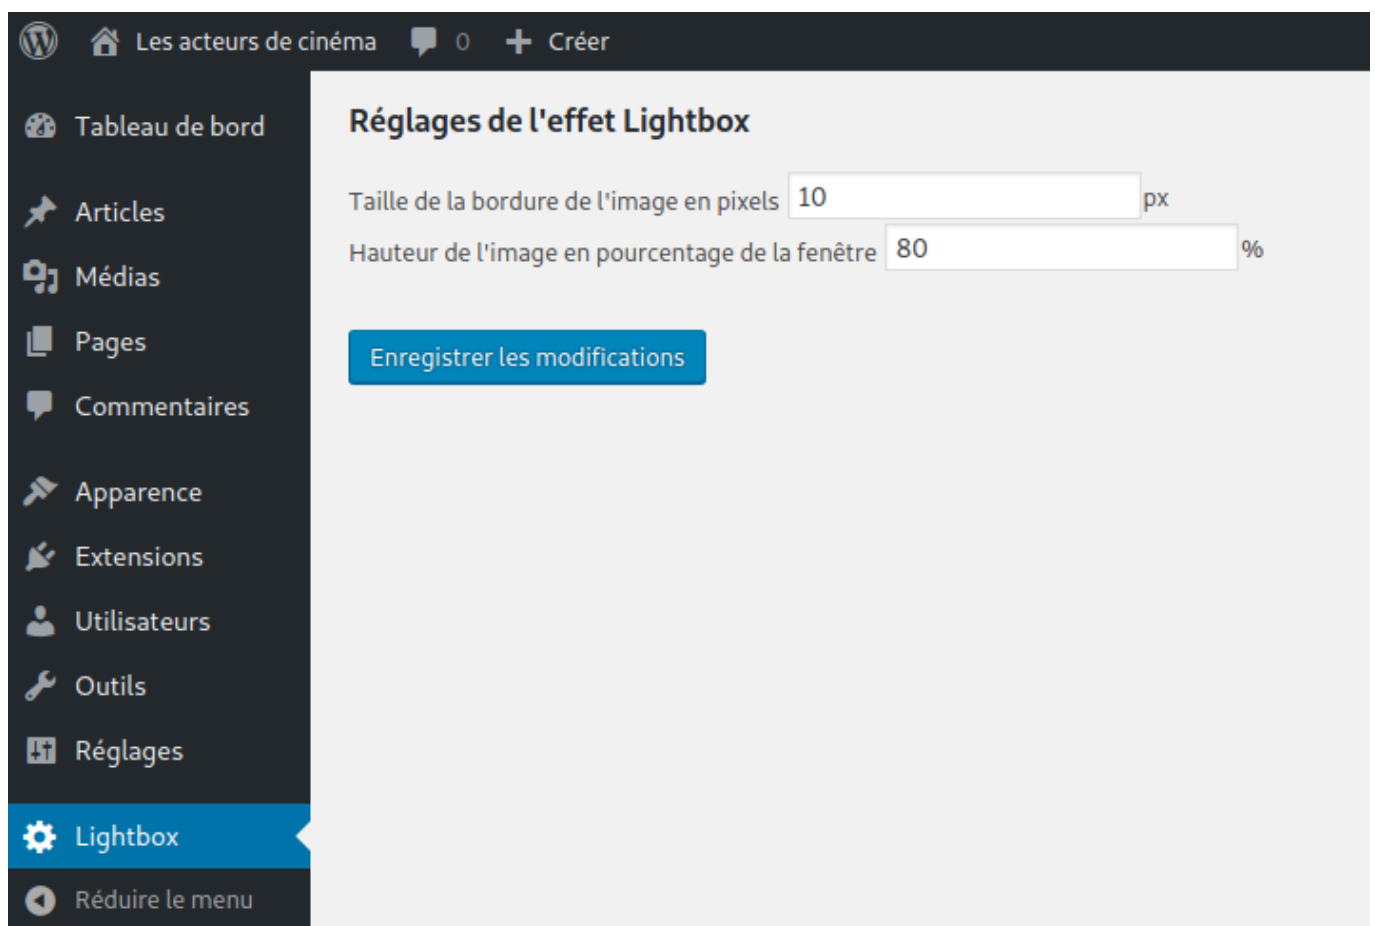 Les acteurs de cinéma 0 Créer
Tableau de bord
Articles
Médias
Pages
Commentaires
Apparence
Extensions
Utilisateurs
Outils
Réglages
Lightbox
Réduire le menu
Réglages de l'effet Lightbox
Taille de la bordure de l'image en pixels 10 px
Hauteur de l'image en pourcentage de la fenêtre 80 %
Enregistrer les modifications